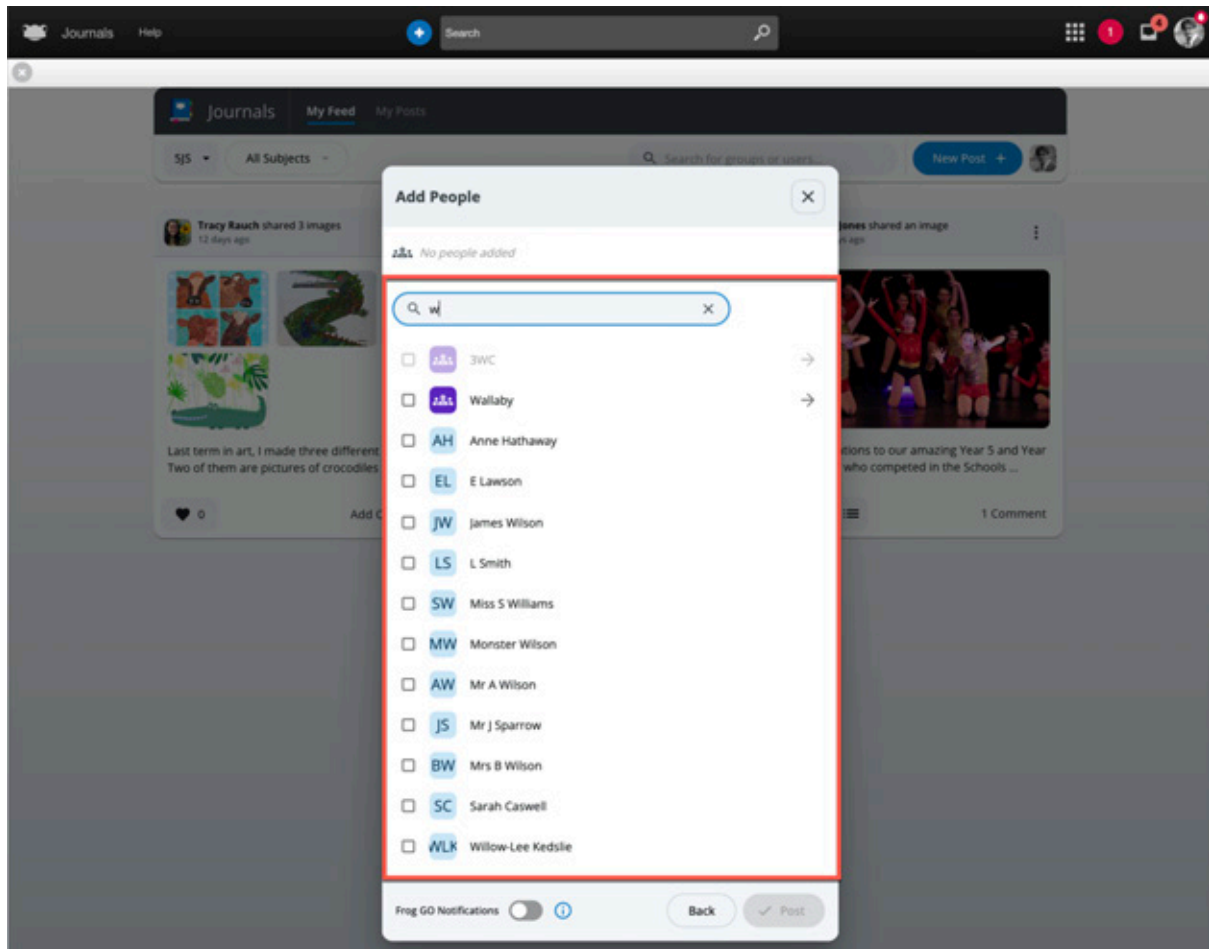 Journals Help Search 1 4
Journals My Feed My Posts
SJS All Subjects Search for groups or users... New Post +
Add People
Tracy Rauch shared 3 images
12 days ago
Jones shared an image
ago
No people added
w
3WC
Wallaby
AH Anne Hathaway
EL E Lawson
JW James Wilson
LS L Smith
SW Miss S Williams
MW Monster Wilson
AW Mr A Wilson
JS Mr J Sparrow
BW Mrs B Wilson
SC Sarah Caswell
WLK Willow-Lee Kedslie
Last term in art, I made three different
Two of them are pictures of crocodiles
to our amazing Year 5 and Year
who competed in the Schools ...
0 Add
1 Comment
Frog GO Notifications Back Post